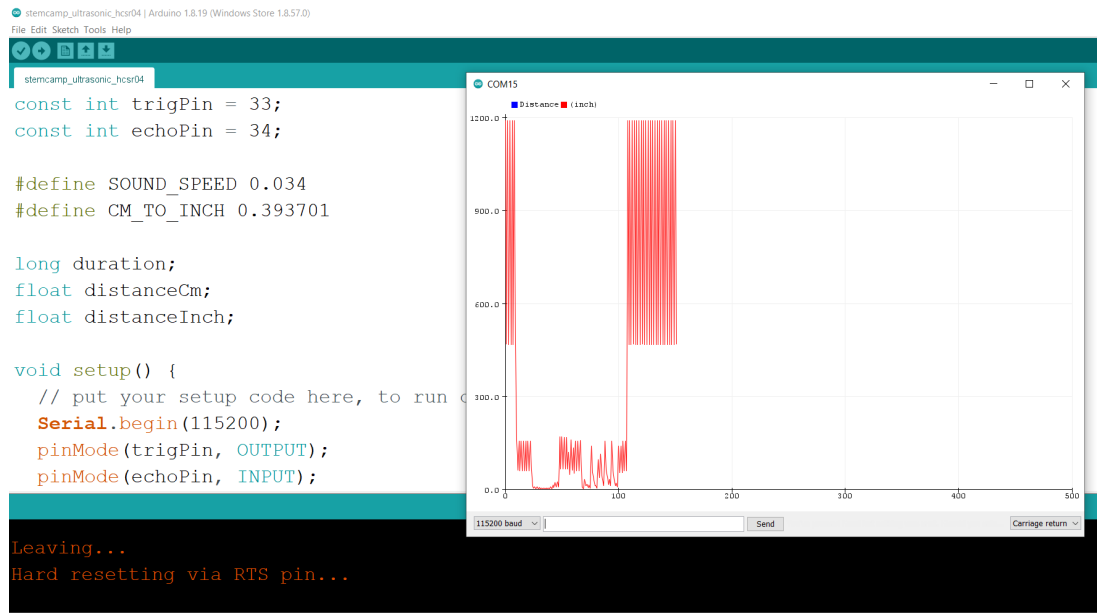 stemcamp_ultrasonic_hcsr04 | Arduino 1.8.19 (Windows Store 1.8.57.0)
File Edit Sketch Tools Help
stemcamp_ultrasonic_hcsr04
const int trigPin = 33;
const int echoPin = 34;
#define SOUND_SPEED 0.034
#define CM_TO_INCH 0.393701
long duration;
float distanceCm;
float distanceInch;
void setup() {
// put your setup code here, to run
Serial.begin(115200);
pinMode(trigPin, OUTPUT);
pinMode(echoPin, INPUT);
COM15
Distance (inch)
1200.0
900.0
600.0
300.0
0.0
0 100 200 300 400 500
115200 baud Send Carriage return
Leaving...
Hard resetting via RTS pin...